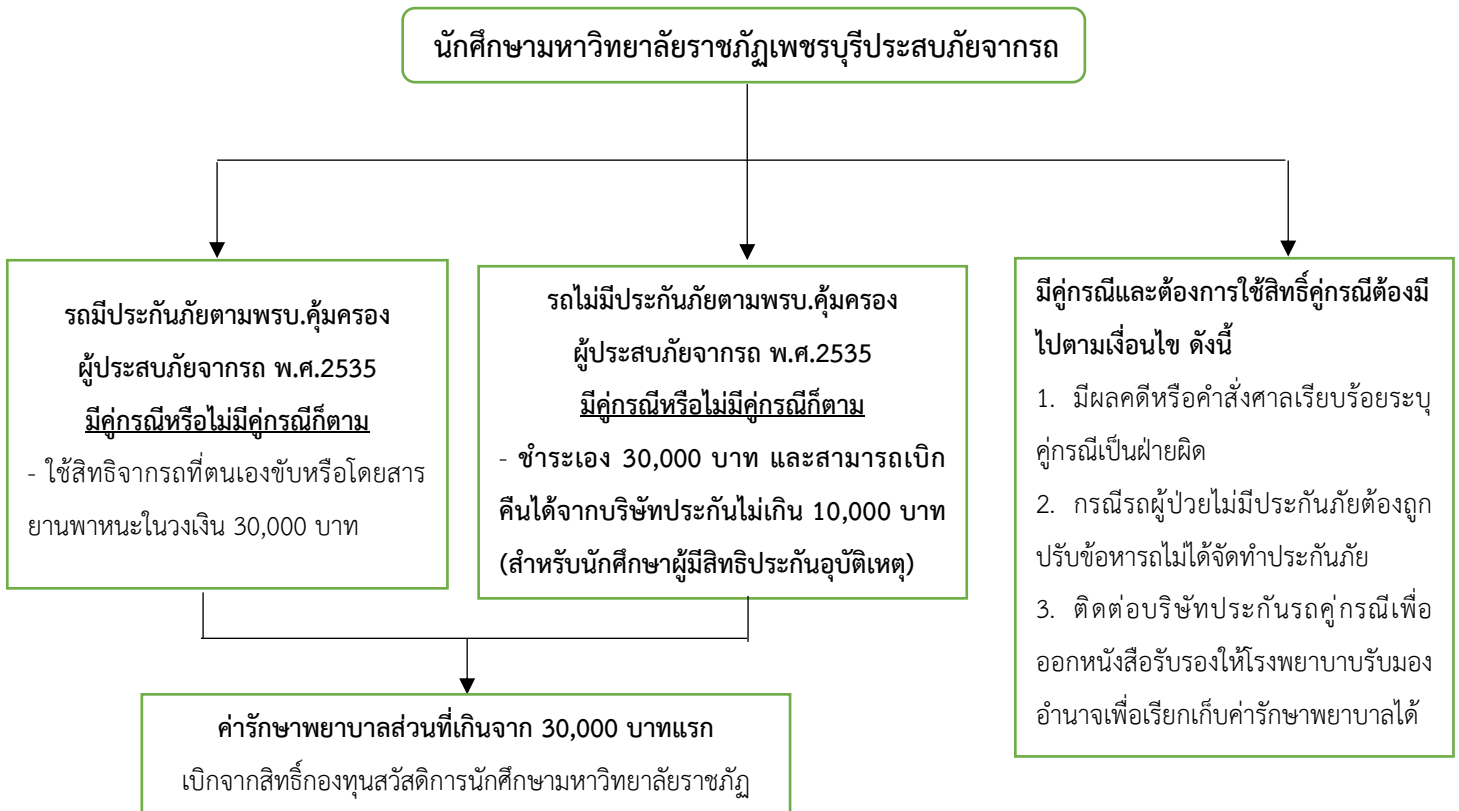 นักศึกษามหาวิทยาลัยราชภัฏเพชรบุรีประสบภัยจากรถ
รถมีประกันภัยตามพรบ.คุ้มครอง
ผู้ประสบภัยจากรถ พ.ศ.2535
มีคู่กรณีหรือไม่มีคู่กรณีก็ตาม
- ใช้สิทธิจากรถที่ตนเองขับหรือโดยสาร
ยานพาหนะในวงเงิน 30,000 บาท
รถไม่มีประกันภัยตามพรบ.คุ้มครอง
ผู้ประสบภัยจากรถ พ.ศ.2535
มีคู่กรณีหรือไม่มีคู่กรณีก็ตาม
- ชำระเอง 30,000 บาท และสามารถเบิก
คืนได้จากบริษัทประกันไม่เกิน 10,000 บาท
(สำหรับนักศึกษาผู้มีสิทธิประกันอุบัติเหตุ)
มีคู่กรณีและต้องการใช้สิทธิ์คู่กรณีต้องมี
ไปตามเงื่อนไข ดังนี้
1. มีผลคดีหรือคำสั่งศาลเรียบร้อยระบุ
คู่กรณีเป็นฝ่ายผิด
2. กรณีรถผู้ป่วยไม่มีประกันภัยต้องถูก
ปรับข้อหารถไม่ได้จัดทำประกันภัย
3. ติดต่อบริษัทประกันรถคู่กรณีเพื่อ
ออกหนังสือรับรองให้โรงพยาบาบรับมอง
อำนาจเพื่อเรียกเก็บค่ารักษาพยาบาลได้
ค่ารักษาพยาบาลส่วนที่เกินจาก 30,000 บาทแรก
เบิกจากสิทธิ์กองทุนสวัสดิการนักศึกษามหาวิทยาลัยราชภัฏ